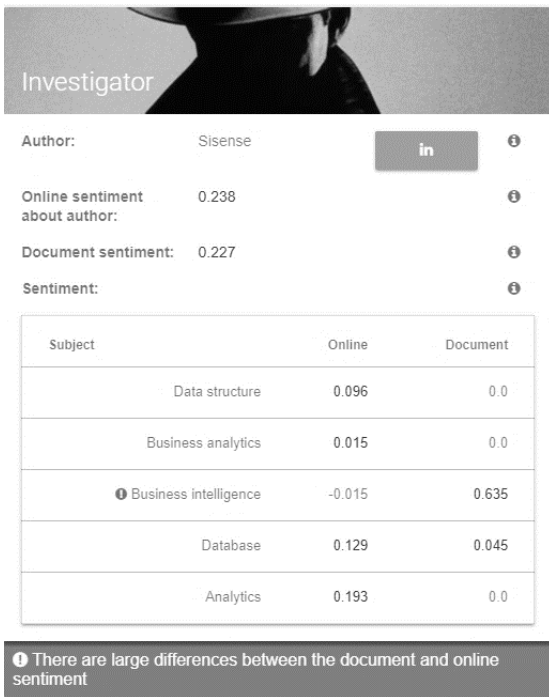 Investigator
Author: Sisense in
Online sentiment 0.238
about author:
Document sentiment: 0.227
Sentiment:
Subject Online Document
Data structure 0.096 0.0
Business analytics 0.015 0.0
Business intelligence -0.015 0.635
Database 0.129 0.045
Analytics 0.193 0.0
There are large differences between the document and online
sentiment